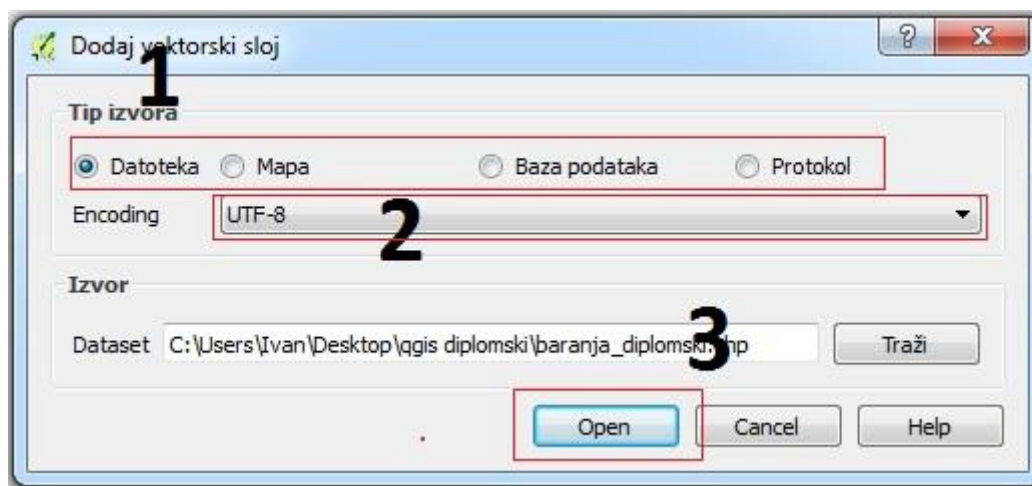 Dodaj vektorski sloj
1
Tip izvora
Datoteka Mapa Baza podataka Protokol
Encoding UTF-8
2
Izvor
3
Dataset C:\Users\Ivan\Desktop\qgis diplomski\baranja_diplomski.shp Traži
Open Cancel Help